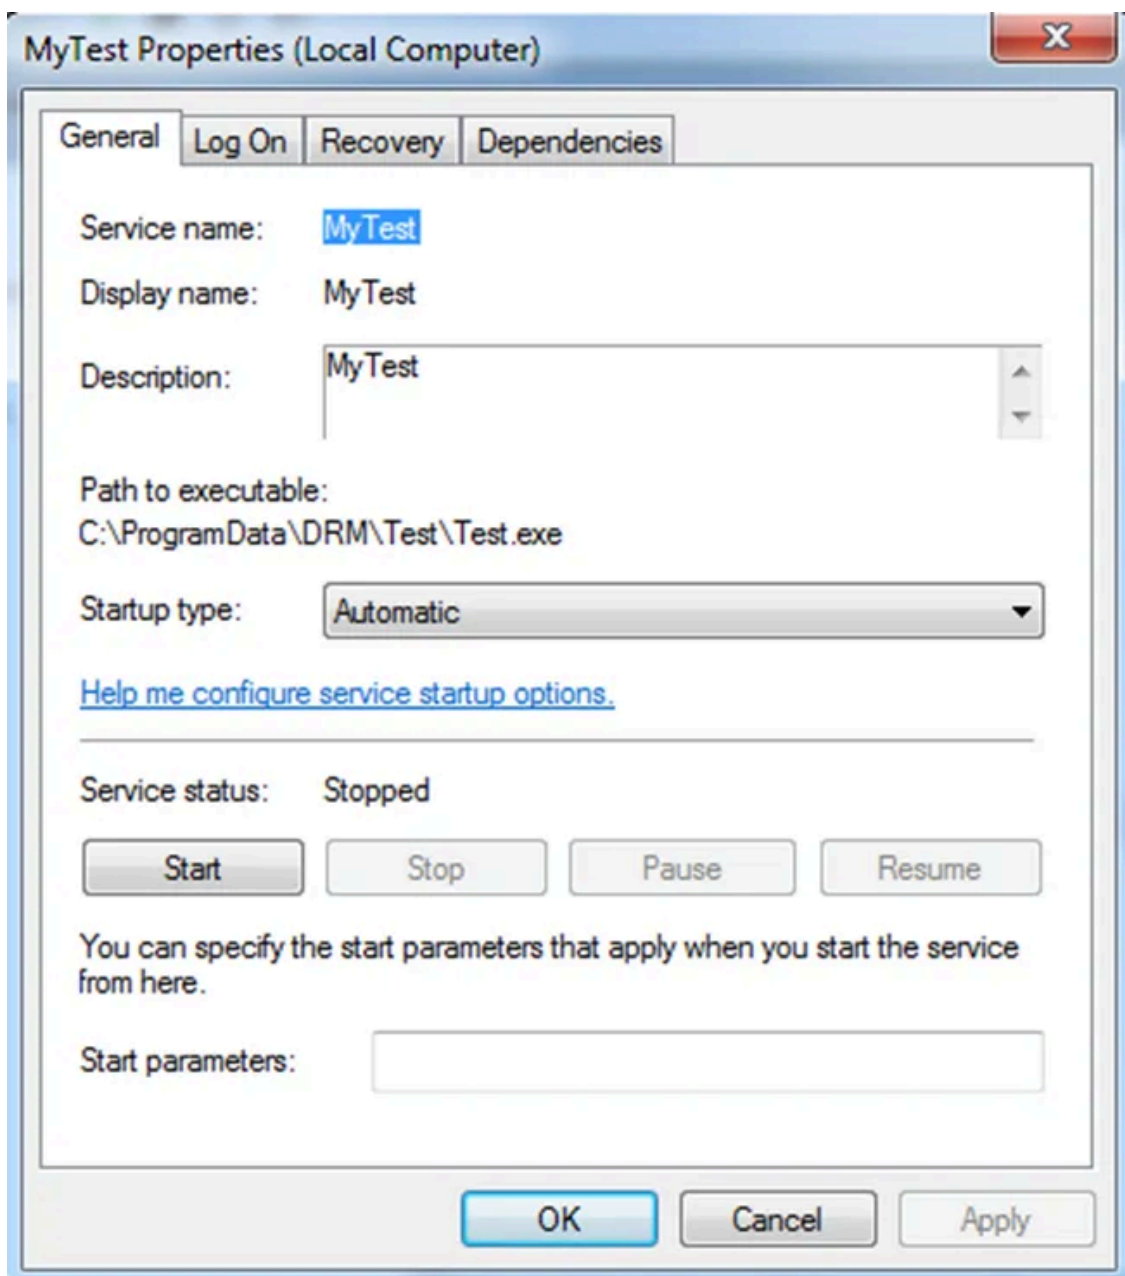 MyTest Properties (Local Computer)
General Log On Recovery Dependencies
Service name: MyTest
Display name: MyTest
Description: MyTest
Path to executable:
C:\ProgramData\DRM\Test\Test.exe
Startup type: Automatic
Help me configure service startup options.
Service status: Stopped
Start Stop Pause Resume
You can specify the start parameters that apply when you start the service
from here.
Start parameters:
OK Cancel Apply